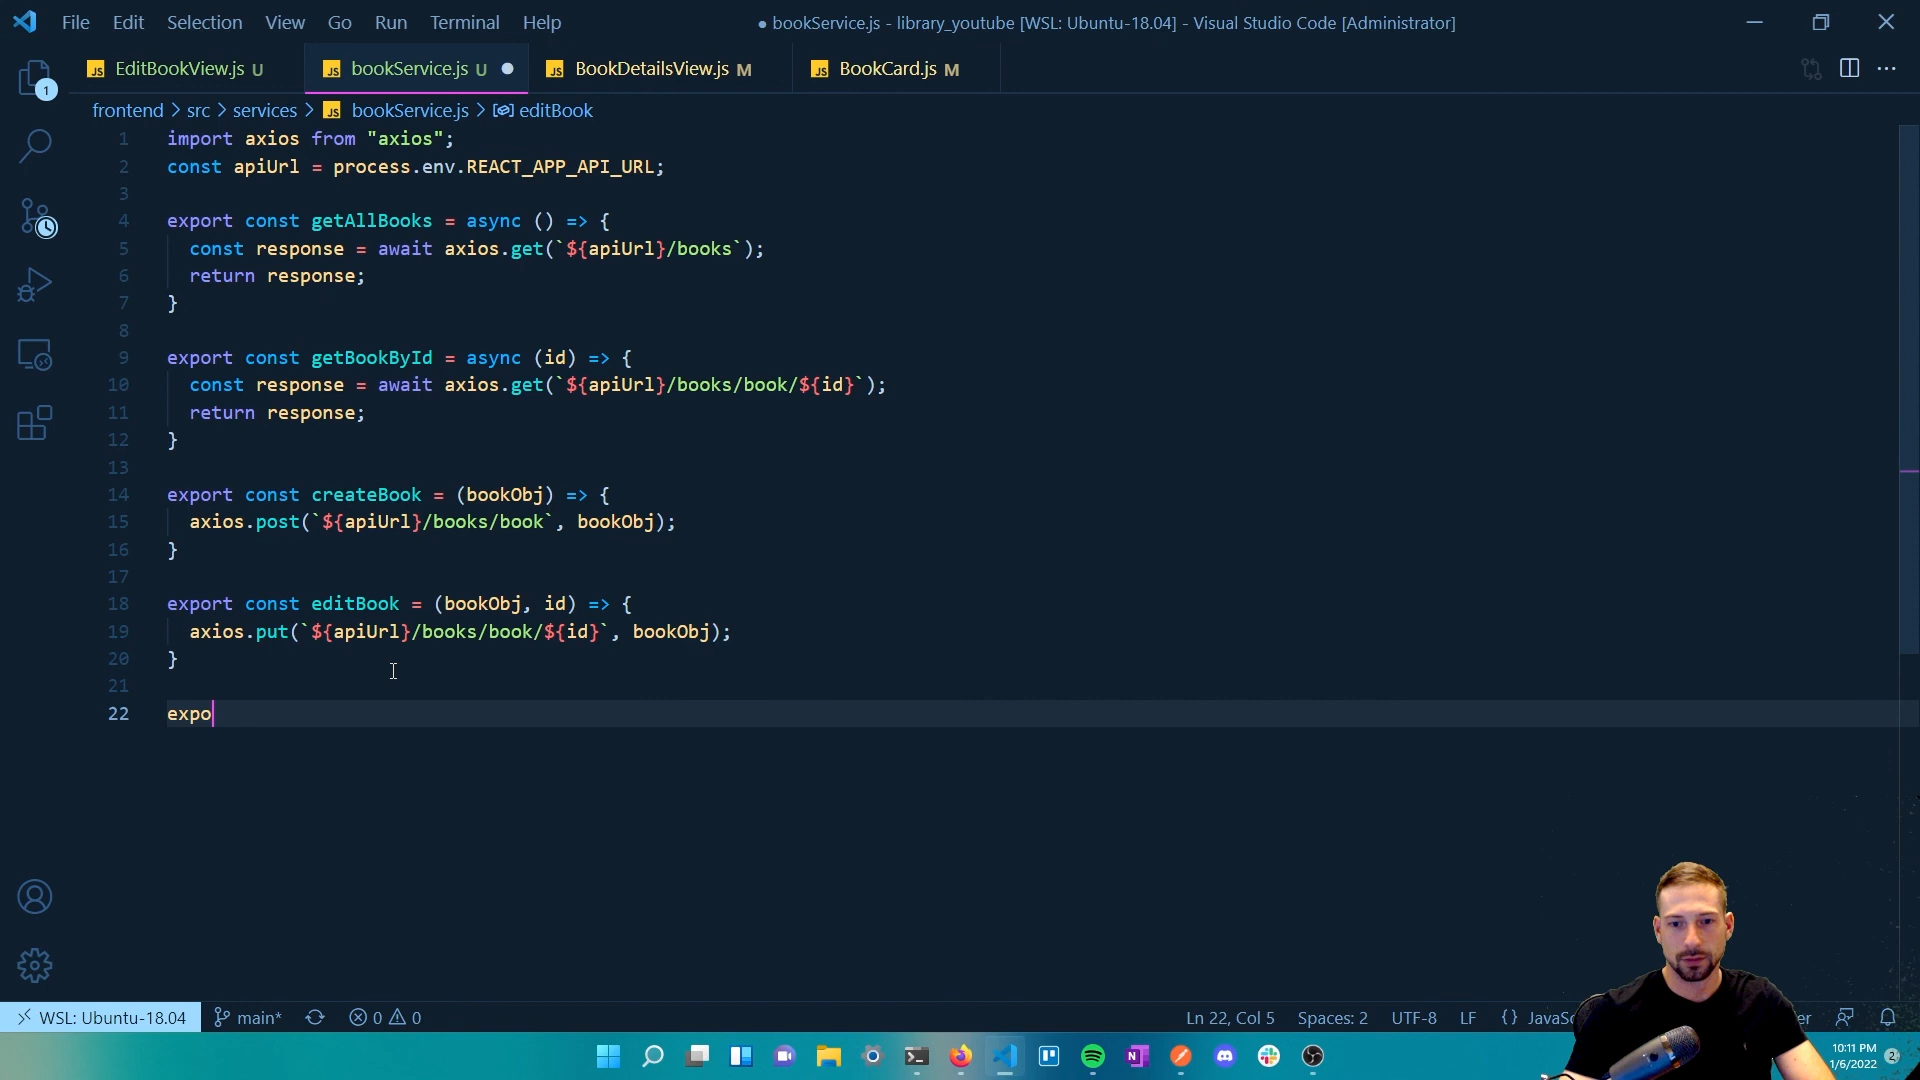 File Edit Selection View Go Run Terminal Help
● bookService.js - library_youtube [WSL: Ubuntu-18.04] - Visual Studio Code [Administrator]
JS EditBookView.js U
JS bookService.js U ●
JS BookDetailsView.js M
JS BookCard.js M
1
frontend > src > services > JS bookService.js > editBook
1 import axios from "axios";
2 const apiUrl = process.env.REACT_APP_API_URL;
3
4 export const getAllBooks = async () => {
5 const response = await axios.get(`${apiUrl}/books`);
6 return response;
7 }
8
9 export const getBookById = async (id) => {
10 const response = await axios.get(`${apiUrl}/books/book/${id}`);
11 return response;
12 }
13
14 export const createBook = (bookObj) => {
15 axios.post(`${apiUrl}/books/book`, bookObj);
16 }
17
18 export const editBook = (bookObj, id) => {
19 axios.put(`${apiUrl}/books/book/${id}`, bookObj);
20 }
21
22 expo
WSL: Ubuntu-18.04 main* 0 0 Ln 22, Col 5 Spaces: 2 UTF-8 LF {}
10:11 PM
1/6/2022
2